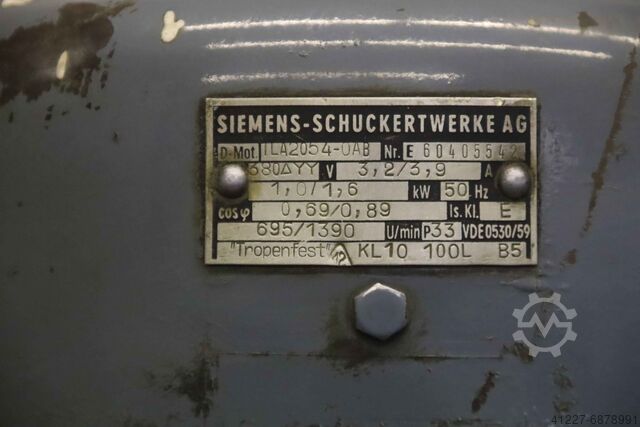 SIEMENS-SCHUCKERTWERKE AG
D-Mot. 1LA2054-0AB Nr. E 60405542
380ΔYY V 3,2/3,9 A
1,0/1,6 kW 50 Hz
cos φ 0,69/0,89 Is. Kl. E
695/1390 U/min P33 VDE0530/59
"Tropenfest" KL10 100L B5
41227-6878991